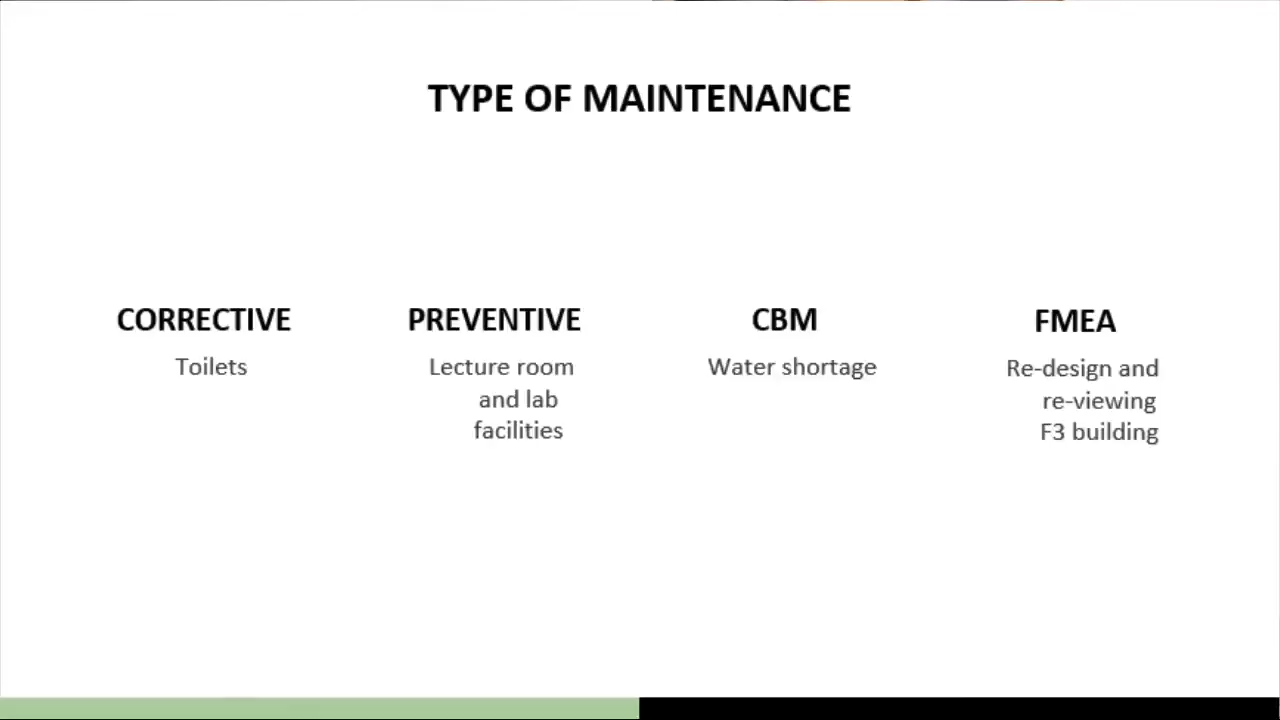 TYPE OF MAINTENANCE
CORRECTIVE
Toilets
PREVENTIVE
Lecture room
and lab
facilities
CBM
Water shortage
FMEA
Re-design and
re-viewing
F3 building